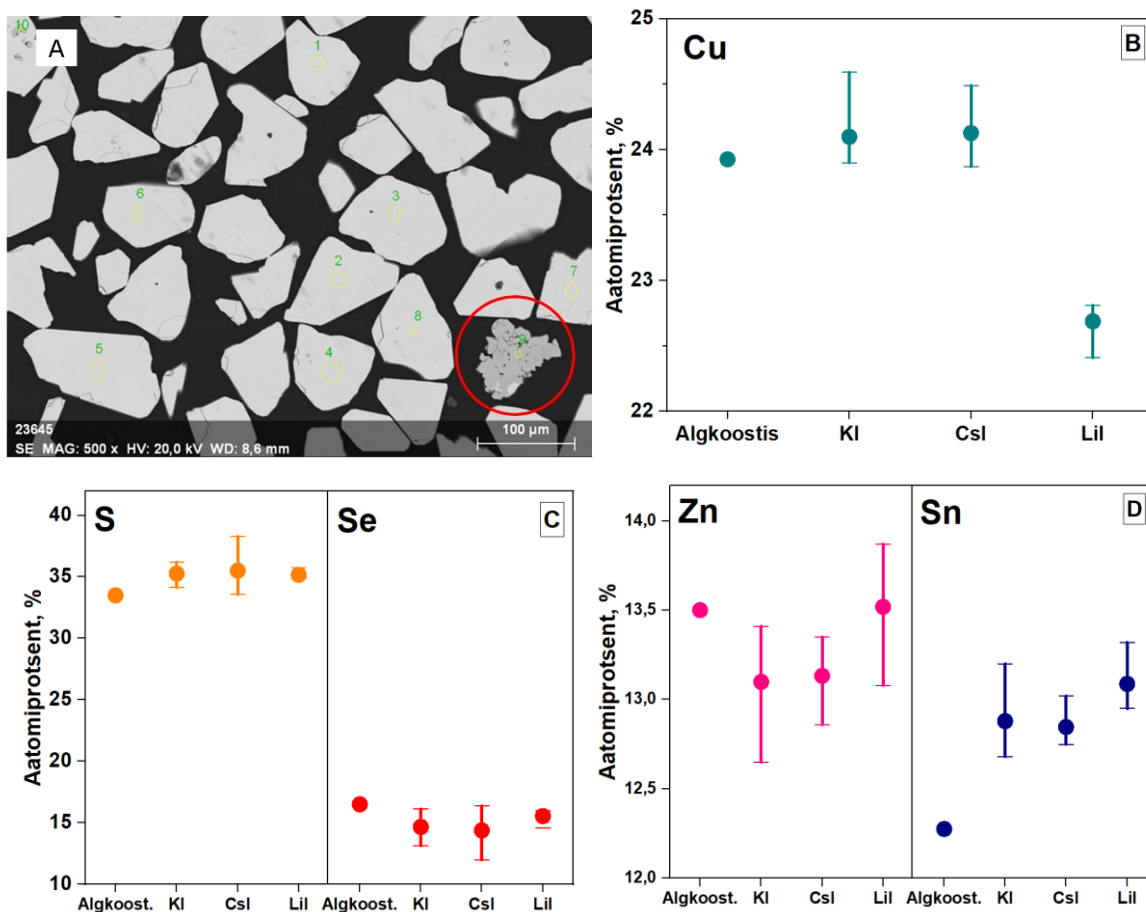 A
10
1
6
3
2
7
8
9
5
4
23645
SE MAG: 500 x HV: 20,0 kV WD: 8,6 mm
100 µm
Cu
B
Aatomiprotsent, %
25
24
23
22
Algkoostis KI CsI LiI
S
Se
C
Aatomiprotsent, %
40
35
30
15
10
Algkoost. KI CsI LiI Algkoost. KI CsI LiI
Zn
Sn
D
Aatomiprotsent, %
14,0
13,5
13,0
12,5
12,0
Algkoost. KI CsI LiI Algkoost. KI CsI LiI